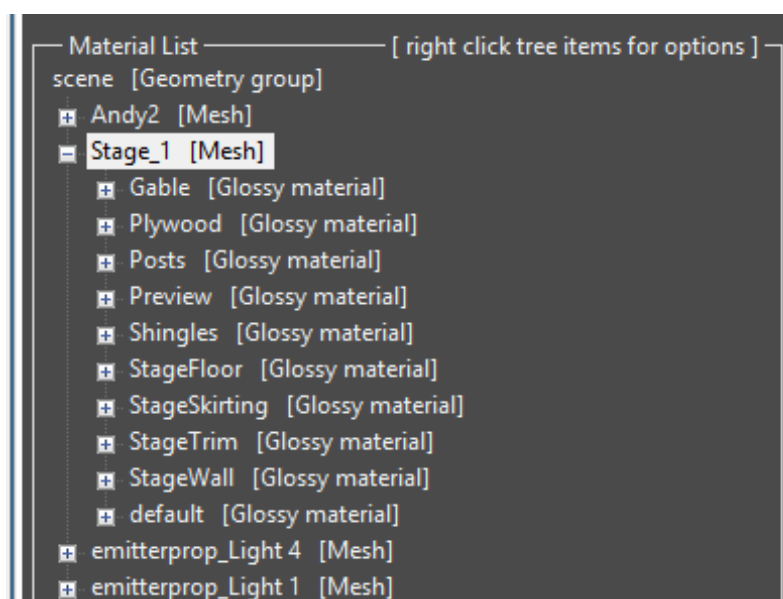 Material List [ right click tree items for options ]
scene [Geometry group]
Andy2 [Mesh]
Stage_1 [Mesh]
Gable [Glossy material]
Plywood [Glossy material]
Posts [Glossy material]
Preview [Glossy material]
Shingles [Glossy material]
StageFloor [Glossy material]
StageSkirting [Glossy material]
StageTrim [Glossy material]
StageWall [Glossy material]
default [Glossy material]
emitterprop_Light 4 [Mesh]
emitterprop_Light 1 [Mesh]